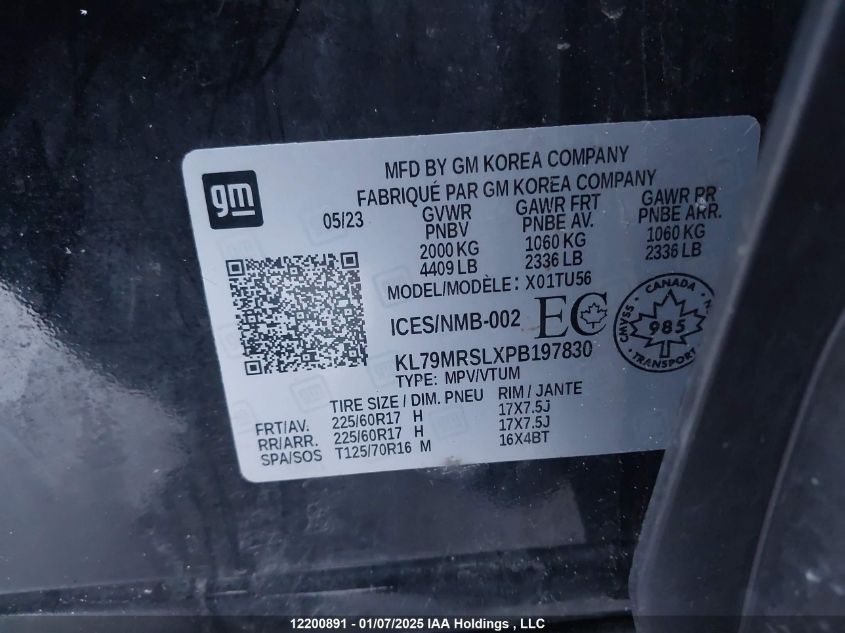 gm
MFD BY GM KOREA COMPANY
FABRIQUÉ PAR GM KOREA COMPANY
05/23
GVWR
PNBV
2000 KG
4409 LB
GAWR FRT
PNBE AV.
1060 KG
2336 LB
GAWR PR
PNBE ARR.
1060 KG
2336 LB
MODEL/MODÈLE: X01TU56
ICES/NMB-002 EC
KL79MRSLXPB197830
TYPE: MPV/VTUM
CANADA
985
TRANSPORT
TIRE SIZE / DIM. PNEU RIM / JANTE
FRT/AV. 225/60R17 H 17X7.5J
RR/ARR. 225/60R17 H 17X7.5J
SPA/SOS T125/70R16 M 16X4BT
12200891 - 01/07/2025 IAA Holdings , LLC